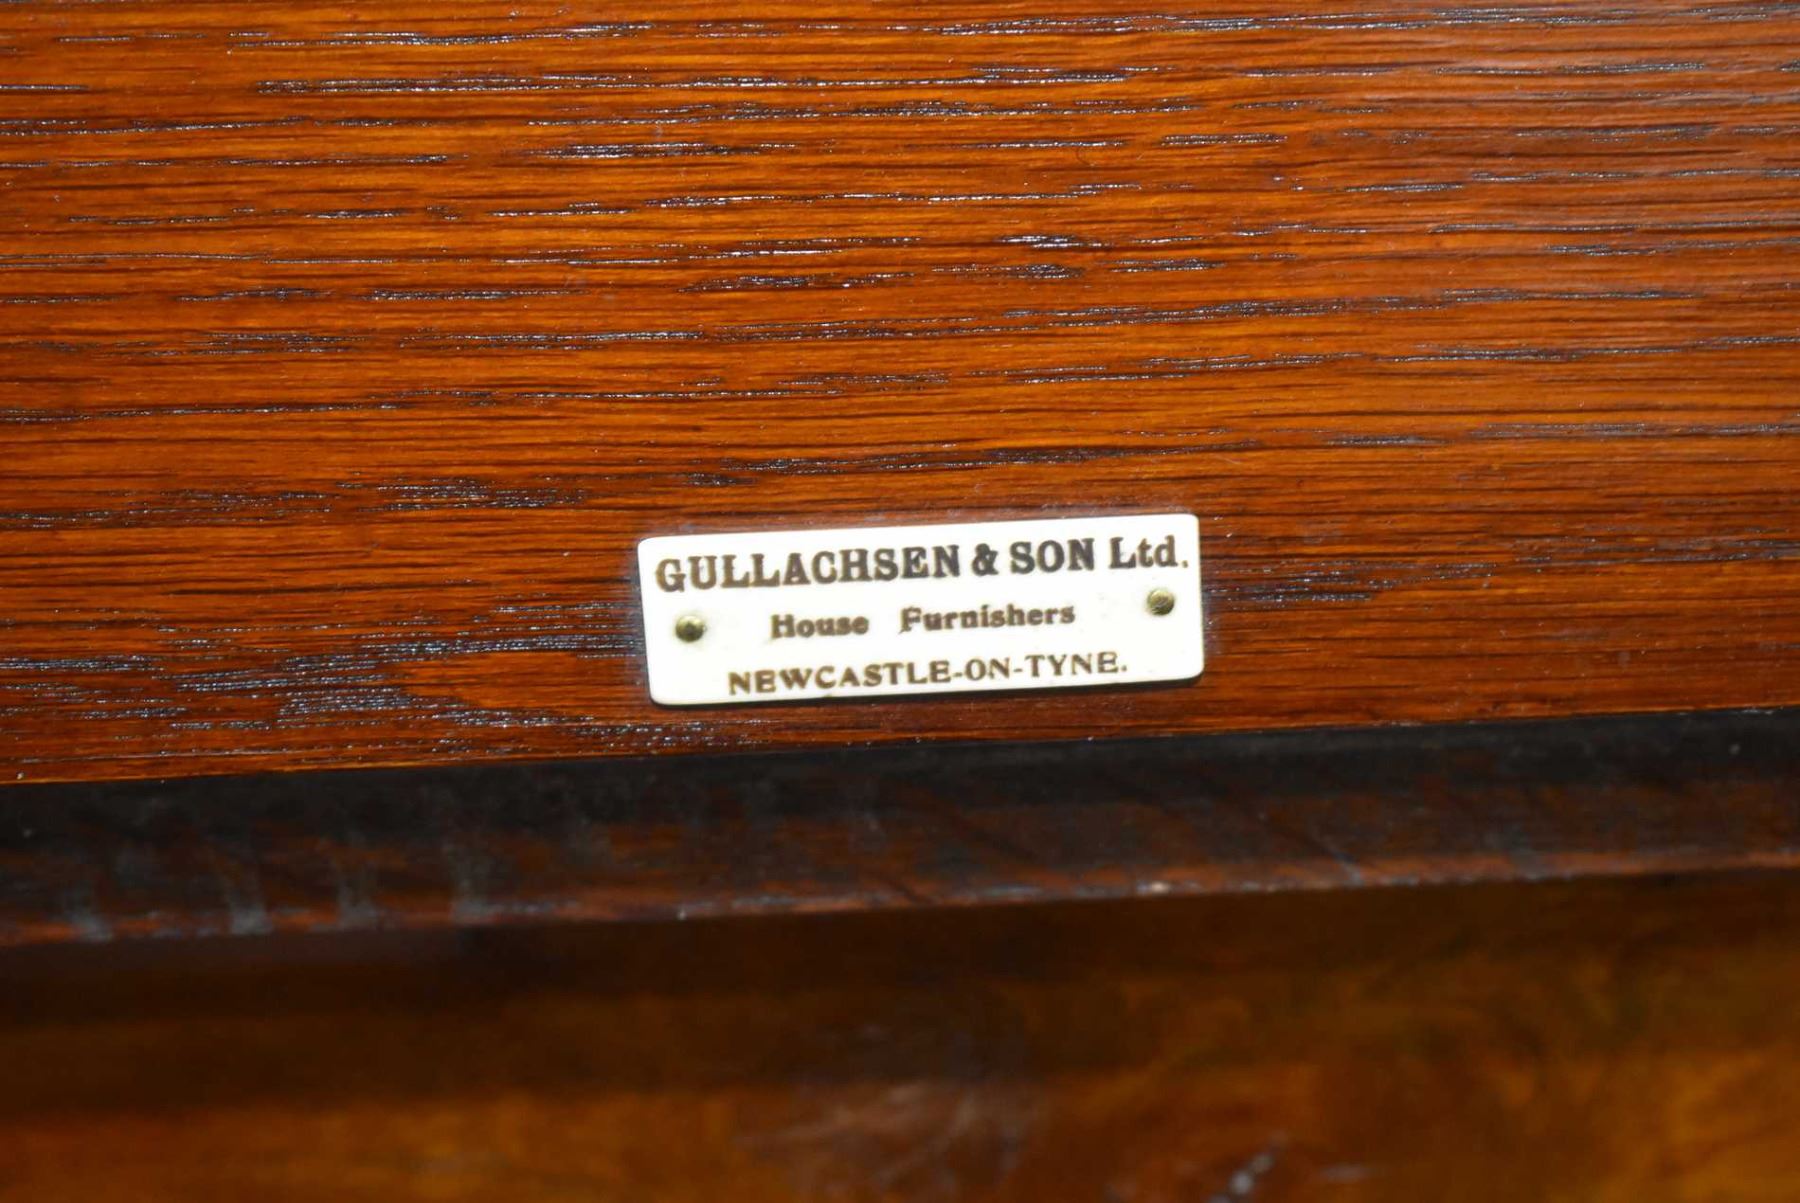 GULLACHSEN & SON Ltd.
House Furnishers
NEWCASTLE-ON-TYNE.